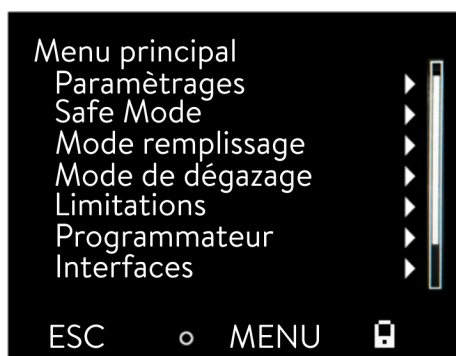 Menu principal
Paramètrages
Safe Mode
Mode remplissage
Mode de dégazage
Limitations
Programmateur
Interfaces
ESC MENU